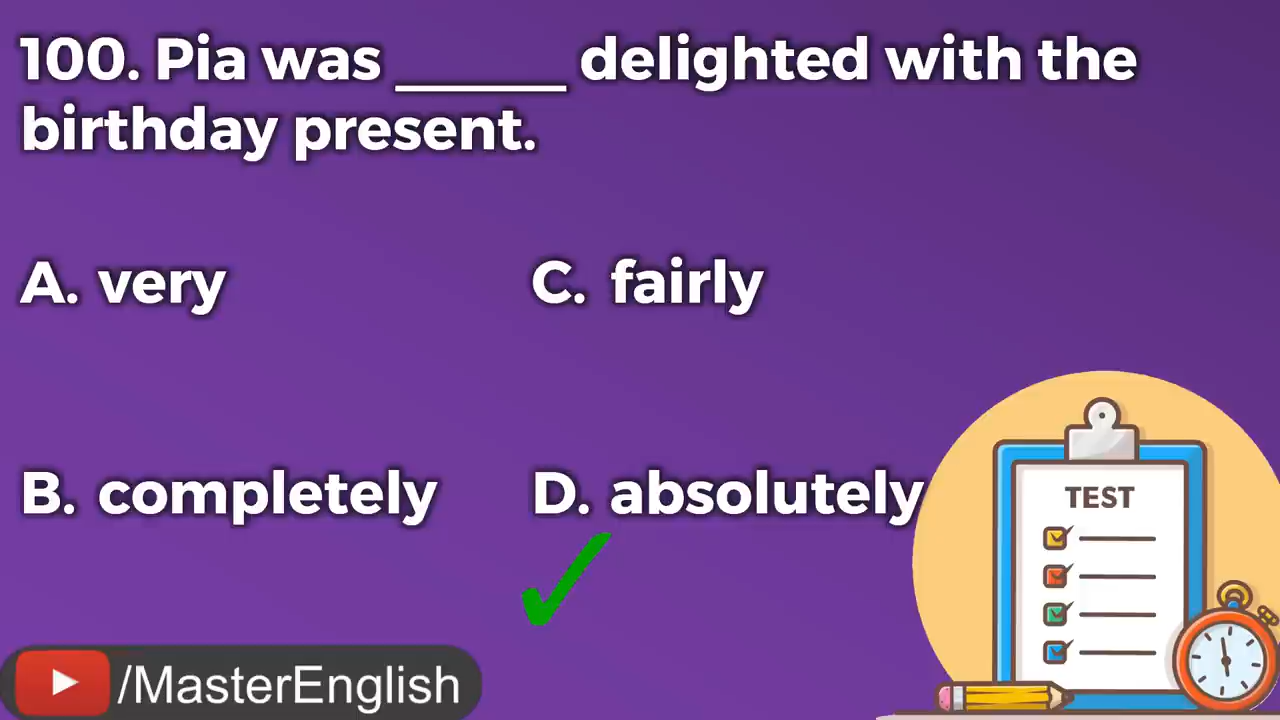 100. Pia was ______ delighted with the
birthday present.
A. very
C. fairly
B. completely
D. absolutely
TEST
/MasterEnglish